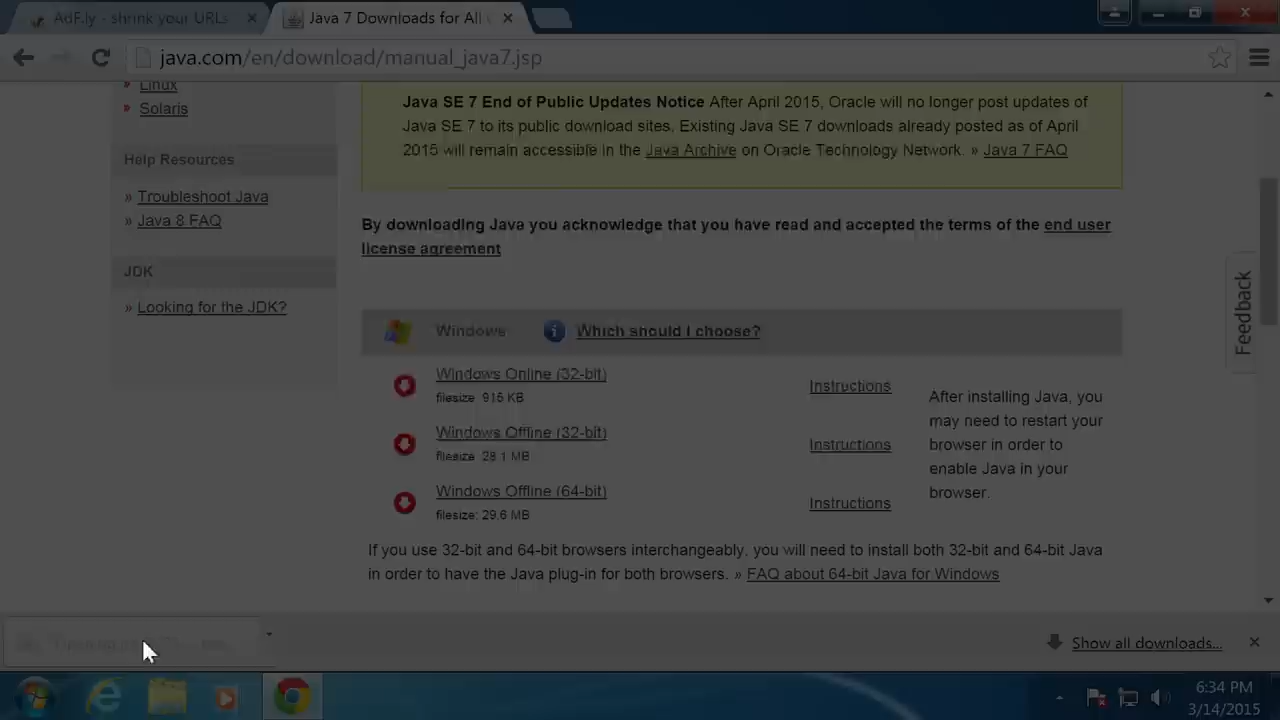 AdF.ly - shrink your URLs
Java 7 Downloads for All
java.com/en/download/manual_java7.jsp
Linux
Solaris
Help Resources
» Troubleshoot Java
» Java 8 FAQ
JDK
» Looking for the JDK?
Java SE 7 End of Public Updates Notice After April 2015, Oracle will no longer post updates of
Java SE 7 to its public download sites. Existing Java SE 7 downloads already posted as of April
2015 will remain accessible in the Java Archive on Oracle Technology Network. » Java 7 FAQ
By downloading Java you acknowledge that you have read and accepted the terms of the end user
license agreement
Windows Which should I choose?
Windows Online (32-bit)
filesize: 915 KB
Instructions
Windows Offline (32-bit)
filesize: 28.1 MB
Instructions
Windows Offline (64-bit)
filesize: 29.6 MB
Instructions
After installing Java, you
may need to restart your
browser in order to
enable Java in your
browser.
If you use 32-bit and 64-bit browsers interchangeably, you will need to install both 32-bit and 64-bit Java
in order to have the Java plug-in for both browsers. » FAQ about 64-bit Java for Windows
Feedback
Show all downloads...
6:34 PM
3/14/2015